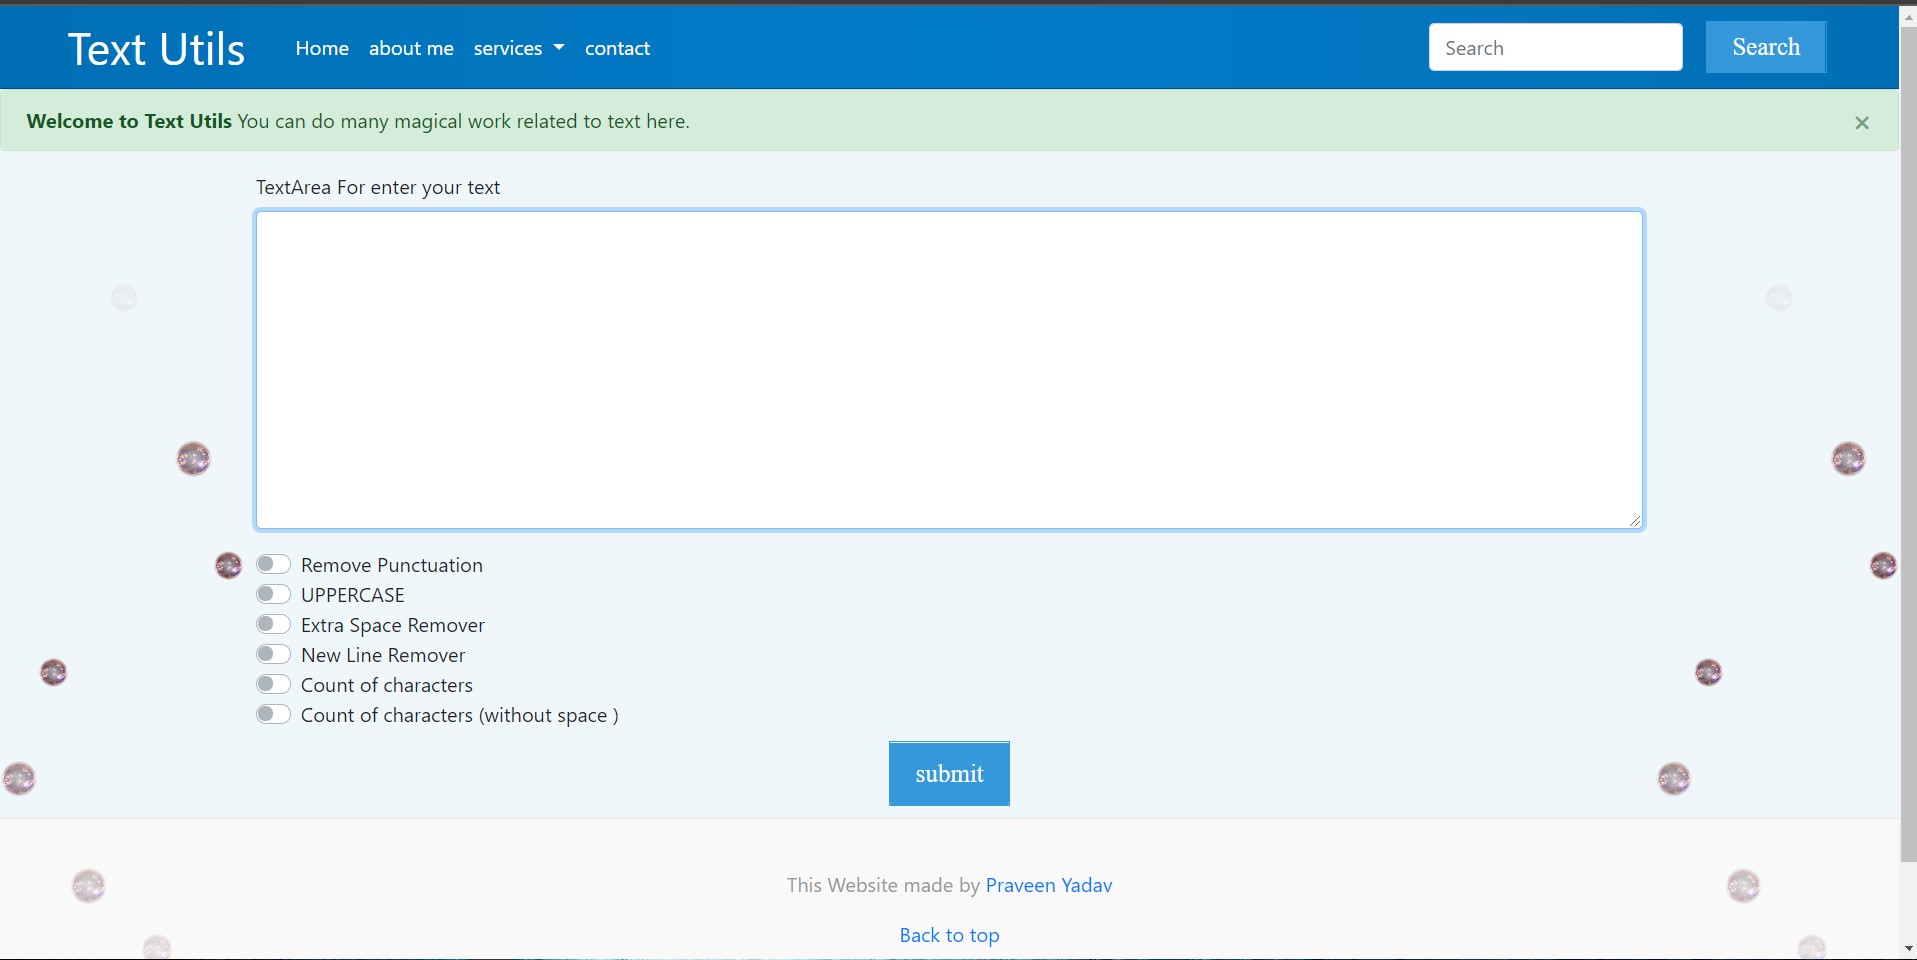 Text Utils Home about me services contact Search Search
Welcome to Text Utils You can do many magical work related to text here. ×
TextArea For enter your text
Remove Punctuation
UPPERCASE
Extra Space Remover
New Line Remover
Count of characters
Count of characters (without space )
submit
This Website made by Praveen Yadav
Back to top